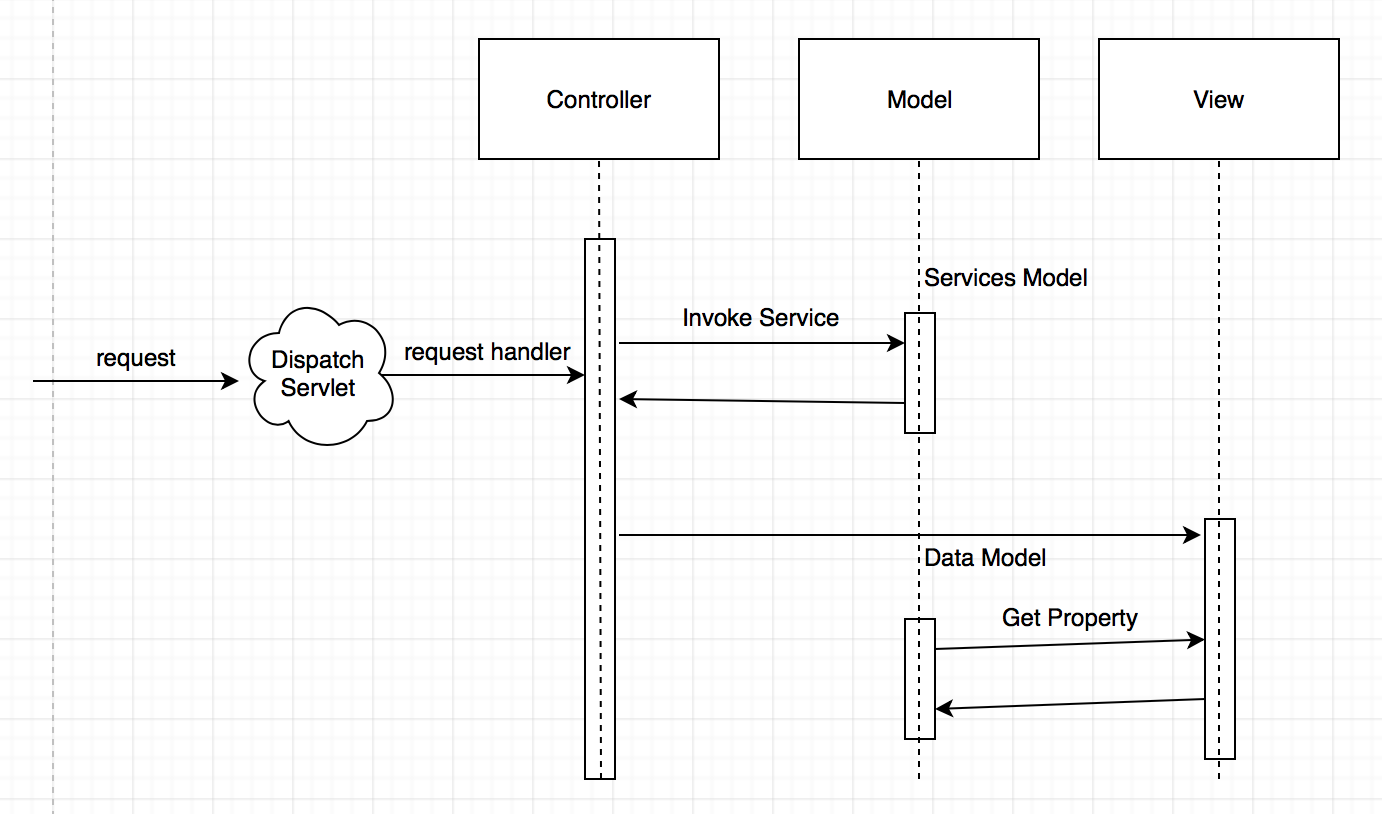 Controller
Model
View
Services Model
Invoke Service
request
Dispatch
Servlet
request handler
Data Model
Get Property